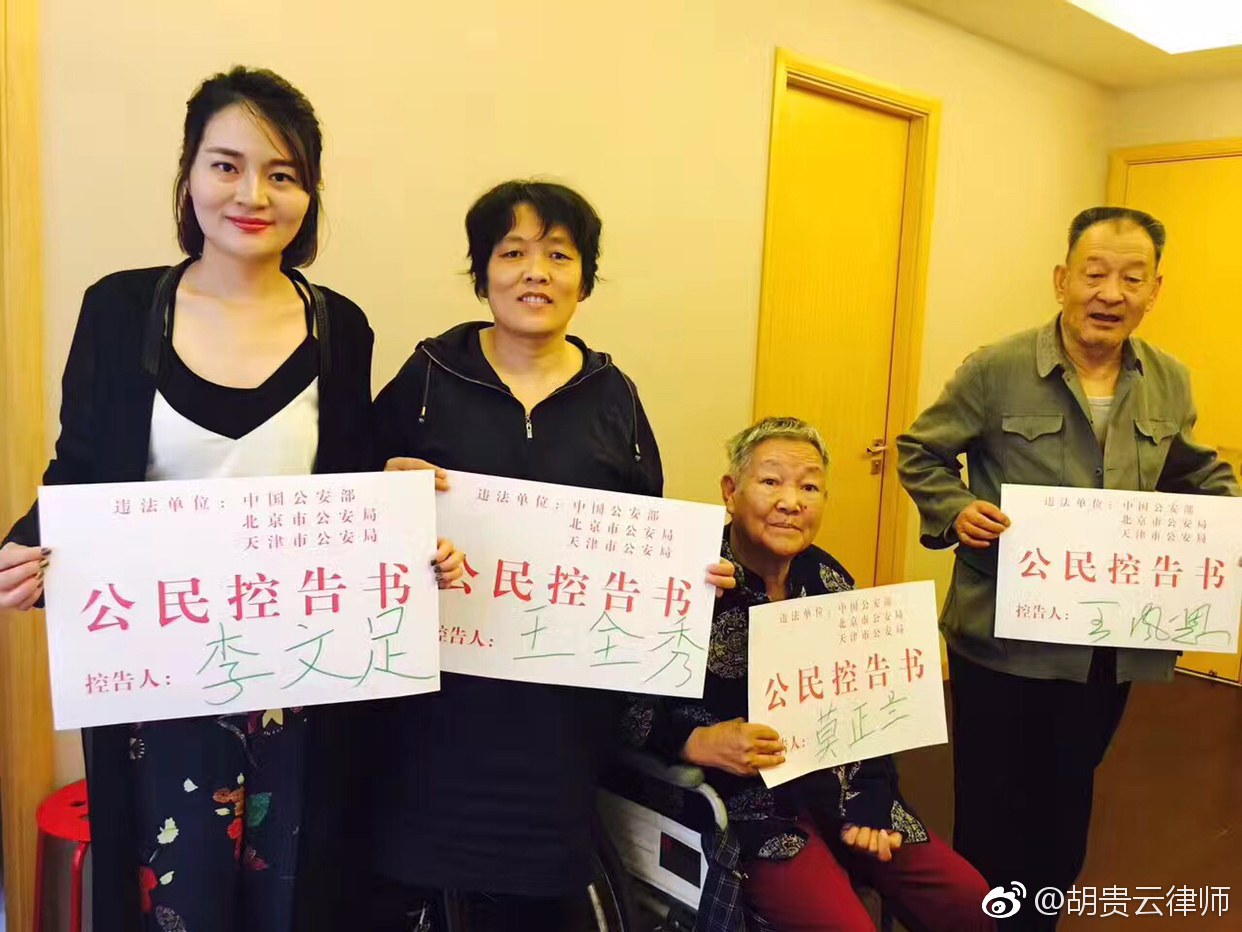 违法单位：中国公安部
北京市公安局
天津市公安局
公民控告书
控告人：李文足
违法单位：中国公安部
北京市公安局
天津市公安局
公民控告书
控告人：王全秀
违法单位：中国公安部
北京市公安局
天津市公安局
公民控告书
告人：莫正兰
违法单位：中国公安部
北京市公安局
天津市公安局
公民控告书
控告人：王
@胡贵云律师